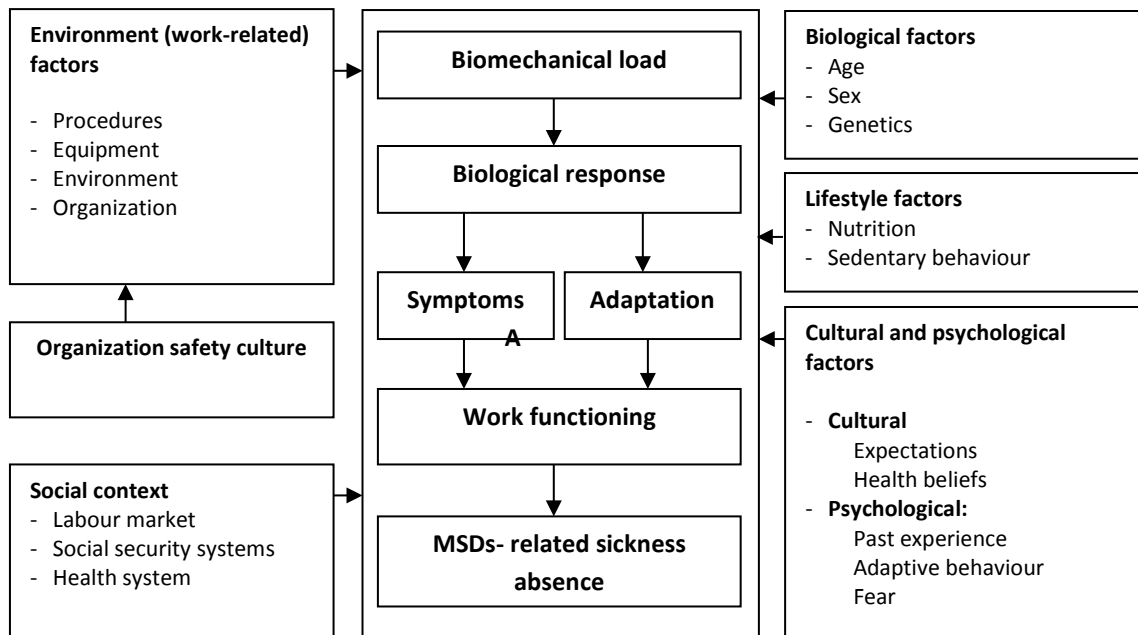 Environment (work-related)
factors
- Procedures
- Equipment
- Environment
- Organization
Organization safety culture
Social context
- Labour market
- Social security systems
- Health system
Biomechanical load
Biological response
Symptoms
A
Adaptation
Work functioning
MSDs- related sickness
absence
Biological factors
- Age
- Sex
- Genetics
Lifestyle factors
- Nutrition
- Sedentary behaviour
Cultural and psychological
factors
- Cultural
Expectations
Health beliefs
- Psychological:
Past experience
Adaptive behaviour
Fear